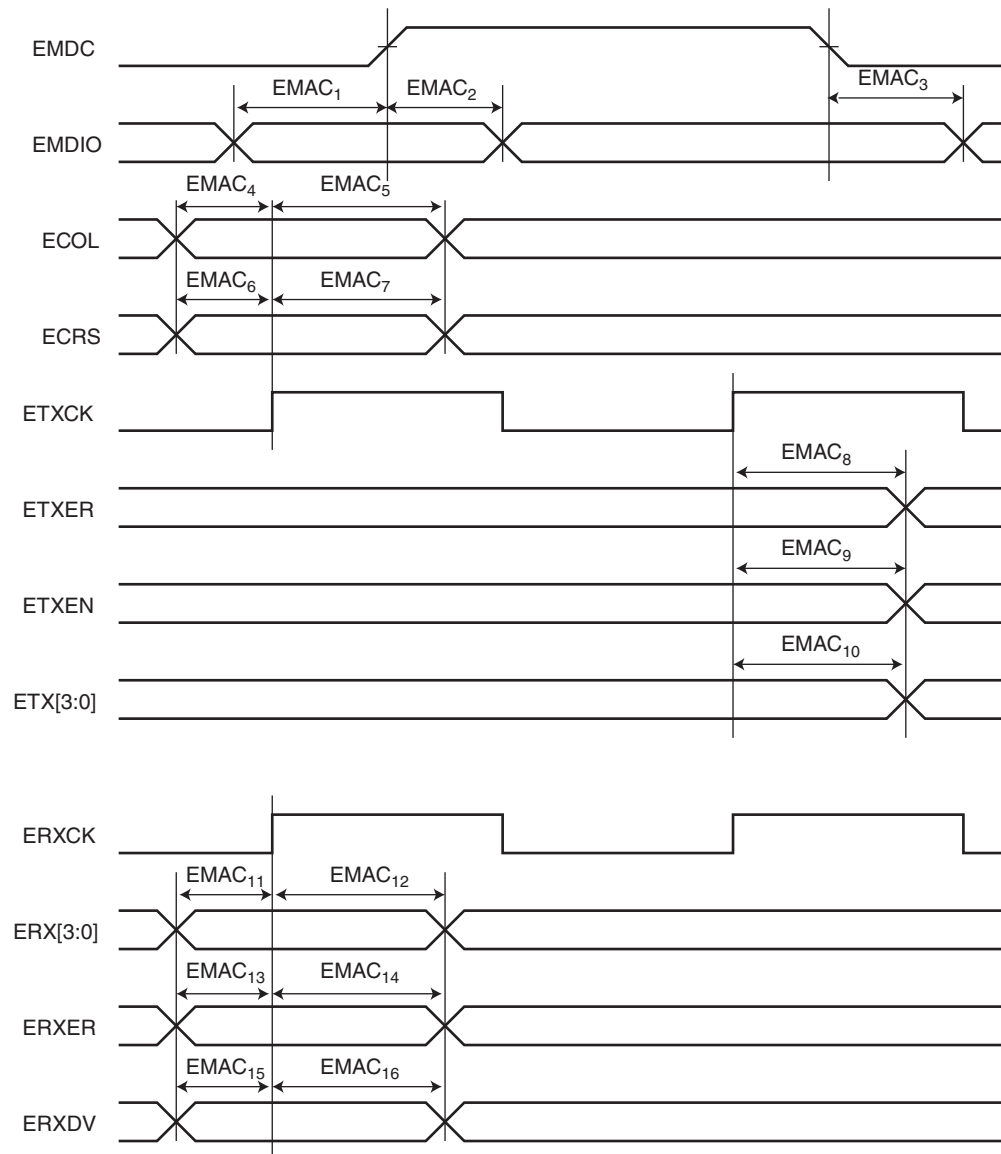 EMDC
EMAC1 EMAC2 EMAC3
EMDIO
EMAC4 EMAC5
ECOL
EMAC6 EMAC7
ECRS
ETXCK
EMAC8
ETXER
EMAC9
ETXEN
EMAC10
ETX[3:0]
ERXCK
EMAC11 EMAC12
ERX[3:0]
EMAC13 EMAC14
ERXER
EMAC15 EMAC16
ERXDV